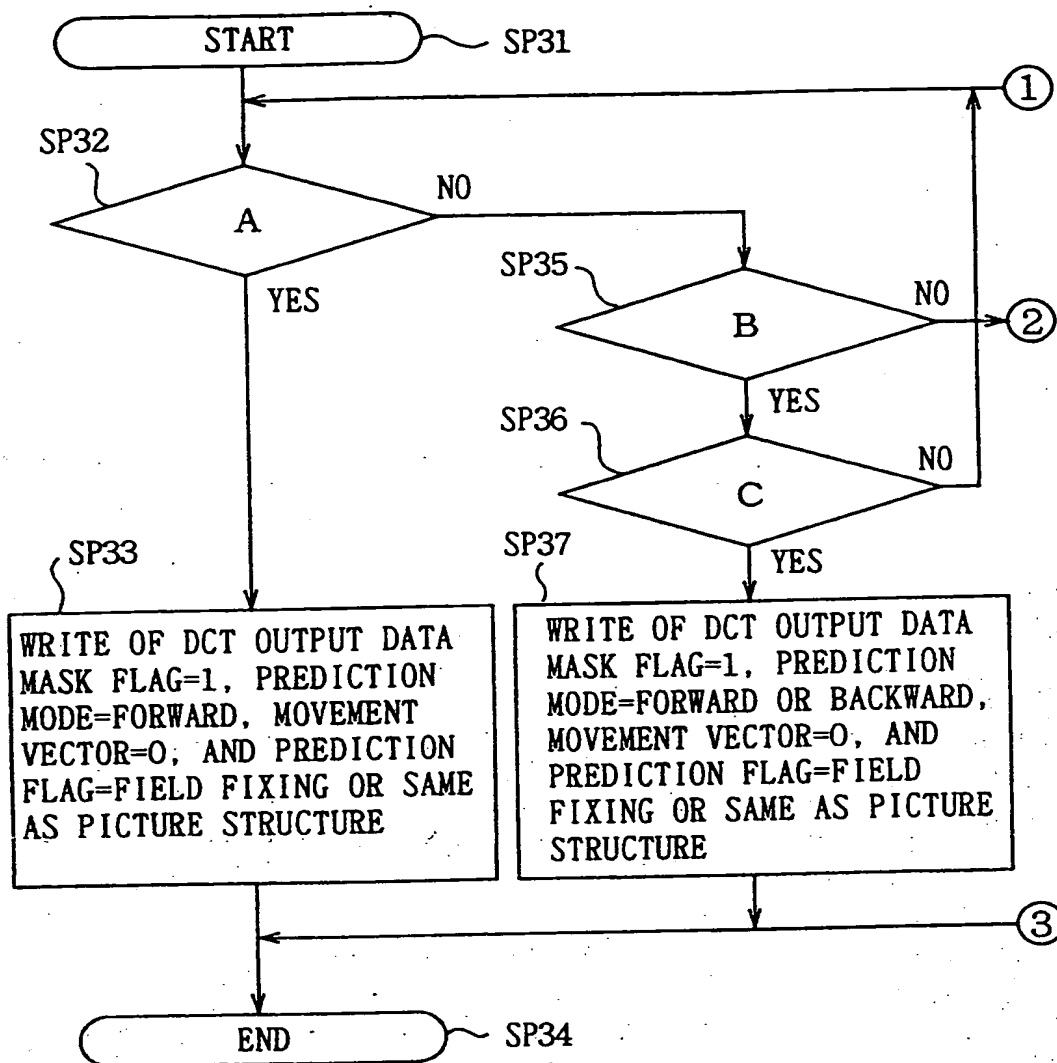 START
SP31
①
SP32
A
NO
YES
SP35
B
NO
②
YES
SP36
C
NO
YES
SP33
WRITE OF DCT OUTPUT DATA
MASK FLAG=1, PREDICTION
MODE=FORWARD, MOVEMENT
VECTOR=0, AND PREDICTION
FLAG=FIELD FIXING OR SAME
AS PICTURE STRUCTURE
SP37
WRITE OF DCT OUTPUT DATA
MASK FLAG=1, PREDICTION
MODE=FORWARD OR BACKWARD,
MOVEMENT VECTOR=0, AND
PREDICTION FLAG=FIELD
FIXING OR SAME AS PICTURE
STRUCTURE
③
END
SP34